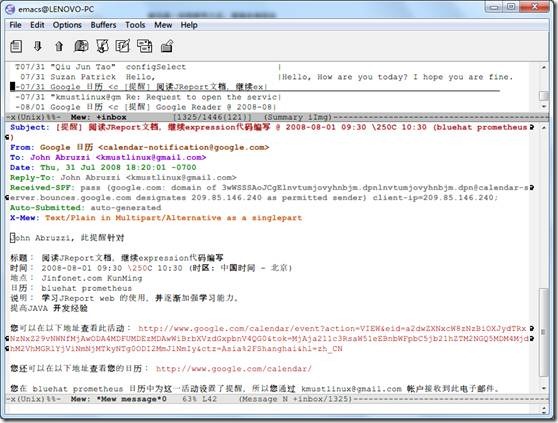 emacs@LENOVO-PC
File Edit Options Buffers Tools Mew Help
T07/31 "Qiu Jun Tao" configSelect |
07/31 Suzan Patrick Hello, |Hello, How are you today? I hope you are fine.
-07/31 Google 日历 <c [提醒] 阅读JReport文档，继续ex|
-07/31 "kmustlinux@gm Re: Request to open the servic|
-08/01 Google 日历 <c [提醒] Google Reader @ 2008-08|
-x(Unix)%%- Mew: +inbox [1325/1446(121)] (Summary iImg)
Subject: [提醒] 阅读JReport文档，继续expression代码编写 @ 2008-08-01 09:30 \250C 10:30 (bluehat prometheus
)
From: Google 日历 <calendar-notification@google.com>
To: John Abruzzi <kmustlinux@gmail.com>
Date: Thu, 31 Jul 2008 18:20:01 -0700
Reply-To: John Abruzzi <kmustlinux@gmail.com>
Received-SPF: pass (google.com: domain of
server.bounces.google.com designates 209.85.146.240 as permitted sender) client-ip=209.85.146.240;
Auto-Submitted: auto-generated
X-Mew: Text/Plain in Multipart/Alternative as a singlepart
John Abruzzi, 此提醒针对
标题： 阅读JReport文档，继续expression代码编写
时间： 2008-08-01 09:30 \250C 10:30 (时区：中国时间 - 北京)
地点： Jinfonet.com KunMing
日历： bluehat prometheus
说明： 学习JReport web 的使用，并逐渐加强学习能力。
提高JAVA 开发经验
您可以在以下地址查看此活动： http://www.google.com/calendar/event?action=VIEW&eid=
&ctz=Asia%2FShanghai&hl=zh_CN
您还可以在以下地址查看您的日历： http://www.google.com/calendar/
您在 bluehat prometheus 日历中为这一活动设置了提醒，所以您通过 kmustlinux@gmail.com 帐户接收到此电子邮件。
-x(Unix)%%- Mew: *Mew message*0 63% L42 (Message N +inbox/1325)